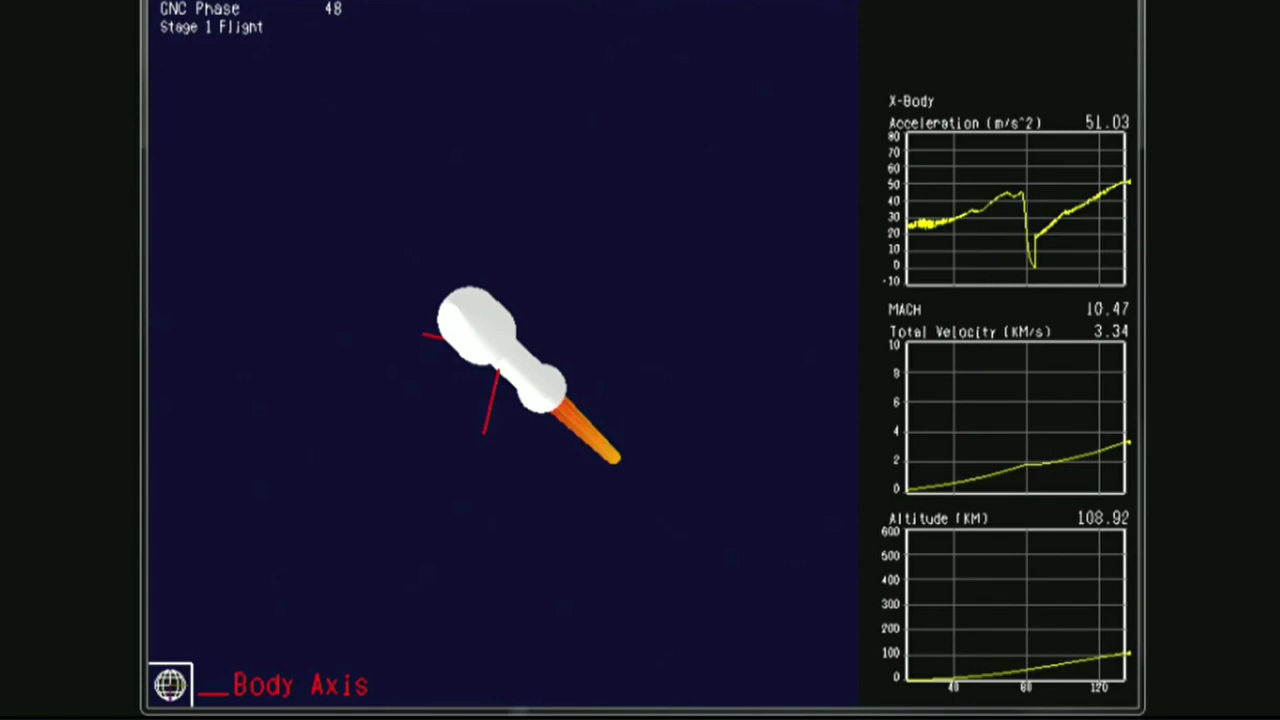 GNC Phase 48
Stage 1 Flight
X-Body
Acceleration (m/s^2) 51.03
80
70
60
50
40
30
20
10
0
-10
MACH 10.47
Total Velocity (KM/s) 3.34
10
8
6
4
2
0
Altitude (KM) 108.92
600
500
400
300
200
100
0
40 80 120
Body Axis